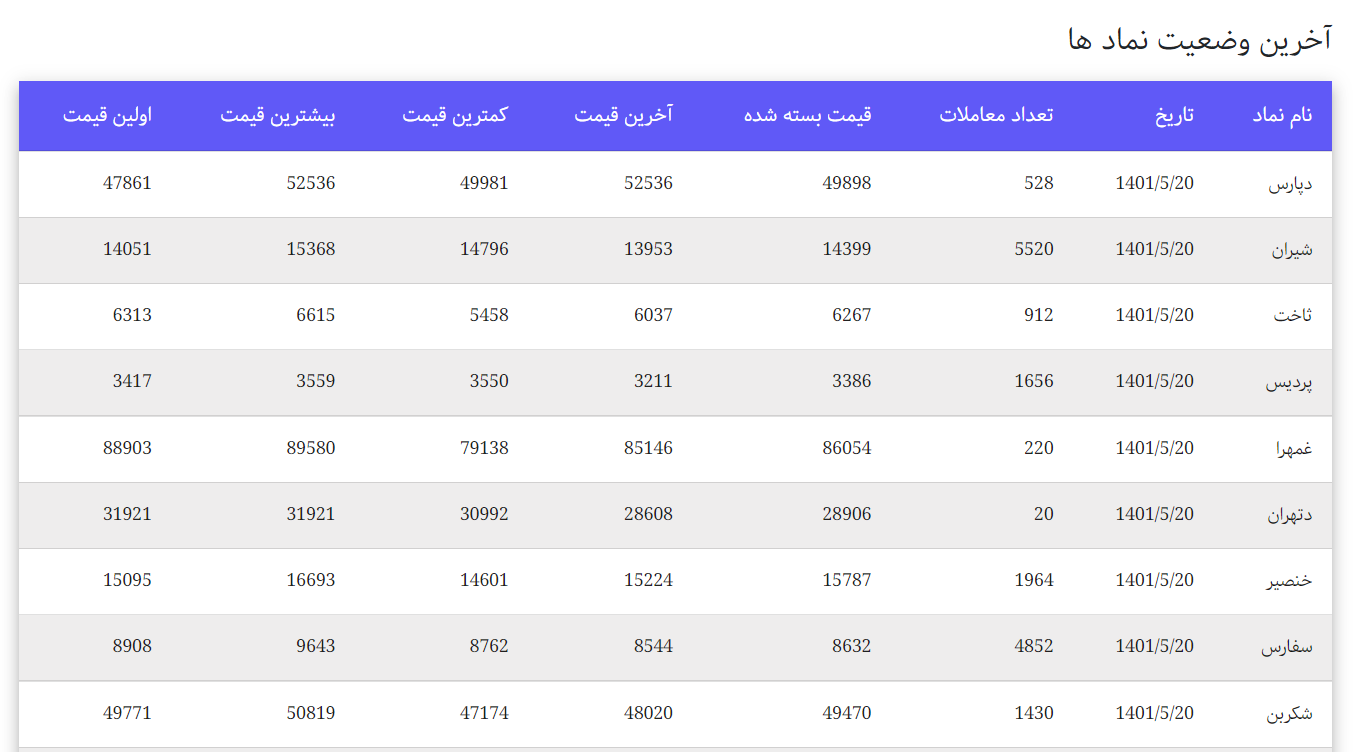 آخرین وضعیت نماد ها
نام نماد تاریخ تعداد معاملات قیمت بسته شده آخرین قیمت کمترین قیمت بیشترین قیمت اولین قیمت
دپارس 1401/5/20 528 49898 52536 49981 52536 47861
شیران 1401/5/20 5520 14399 13953 14796 15368 14051
ثاخت 1401/5/20 912 6267 6037 5458 6615 6313
پردیس 1401/5/20 1656 3386 3211 3550 3559 3417
غمهرا 1401/5/20 220 86054 85146 79138 89580 88903
دتهران 1401/5/20 20 28906 28608 30992 31921 31921
خنصیر 1401/5/20 1964 15787 15224 14601 16693 15095
سفارس 1401/5/20 4852 8632 8544 8762 9643 8908
شکربن 1401/5/20 1430 49470 48020 47174 50819 49771